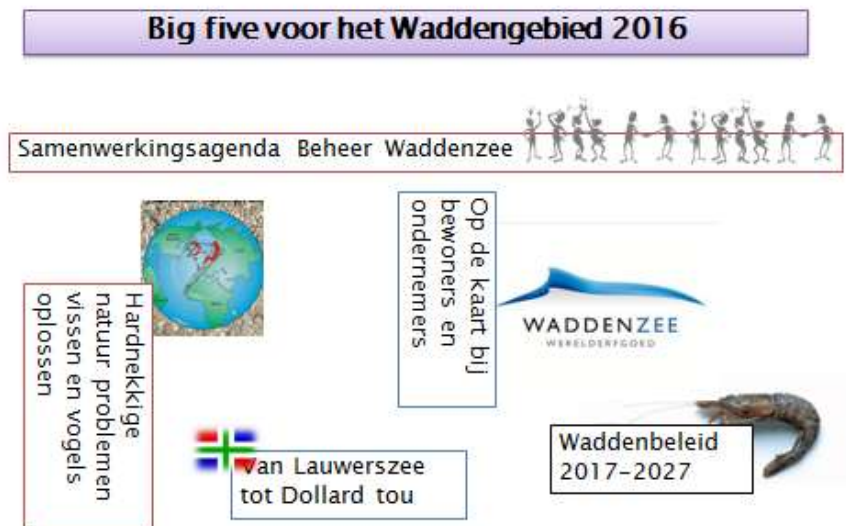 Big five voor het Waddengebied 2016
Samenwerkingsagenda Beheer Waddenzee
Op de kaart bij
bewoners en
ondernemers
WADDENZEE
WERELDERFGOED
Hardnekkige
natuur problemen
vissen en vogels
oplossen
Van Lauwerszee
tot Dollard tou
Waddenbeleid
2017-2027